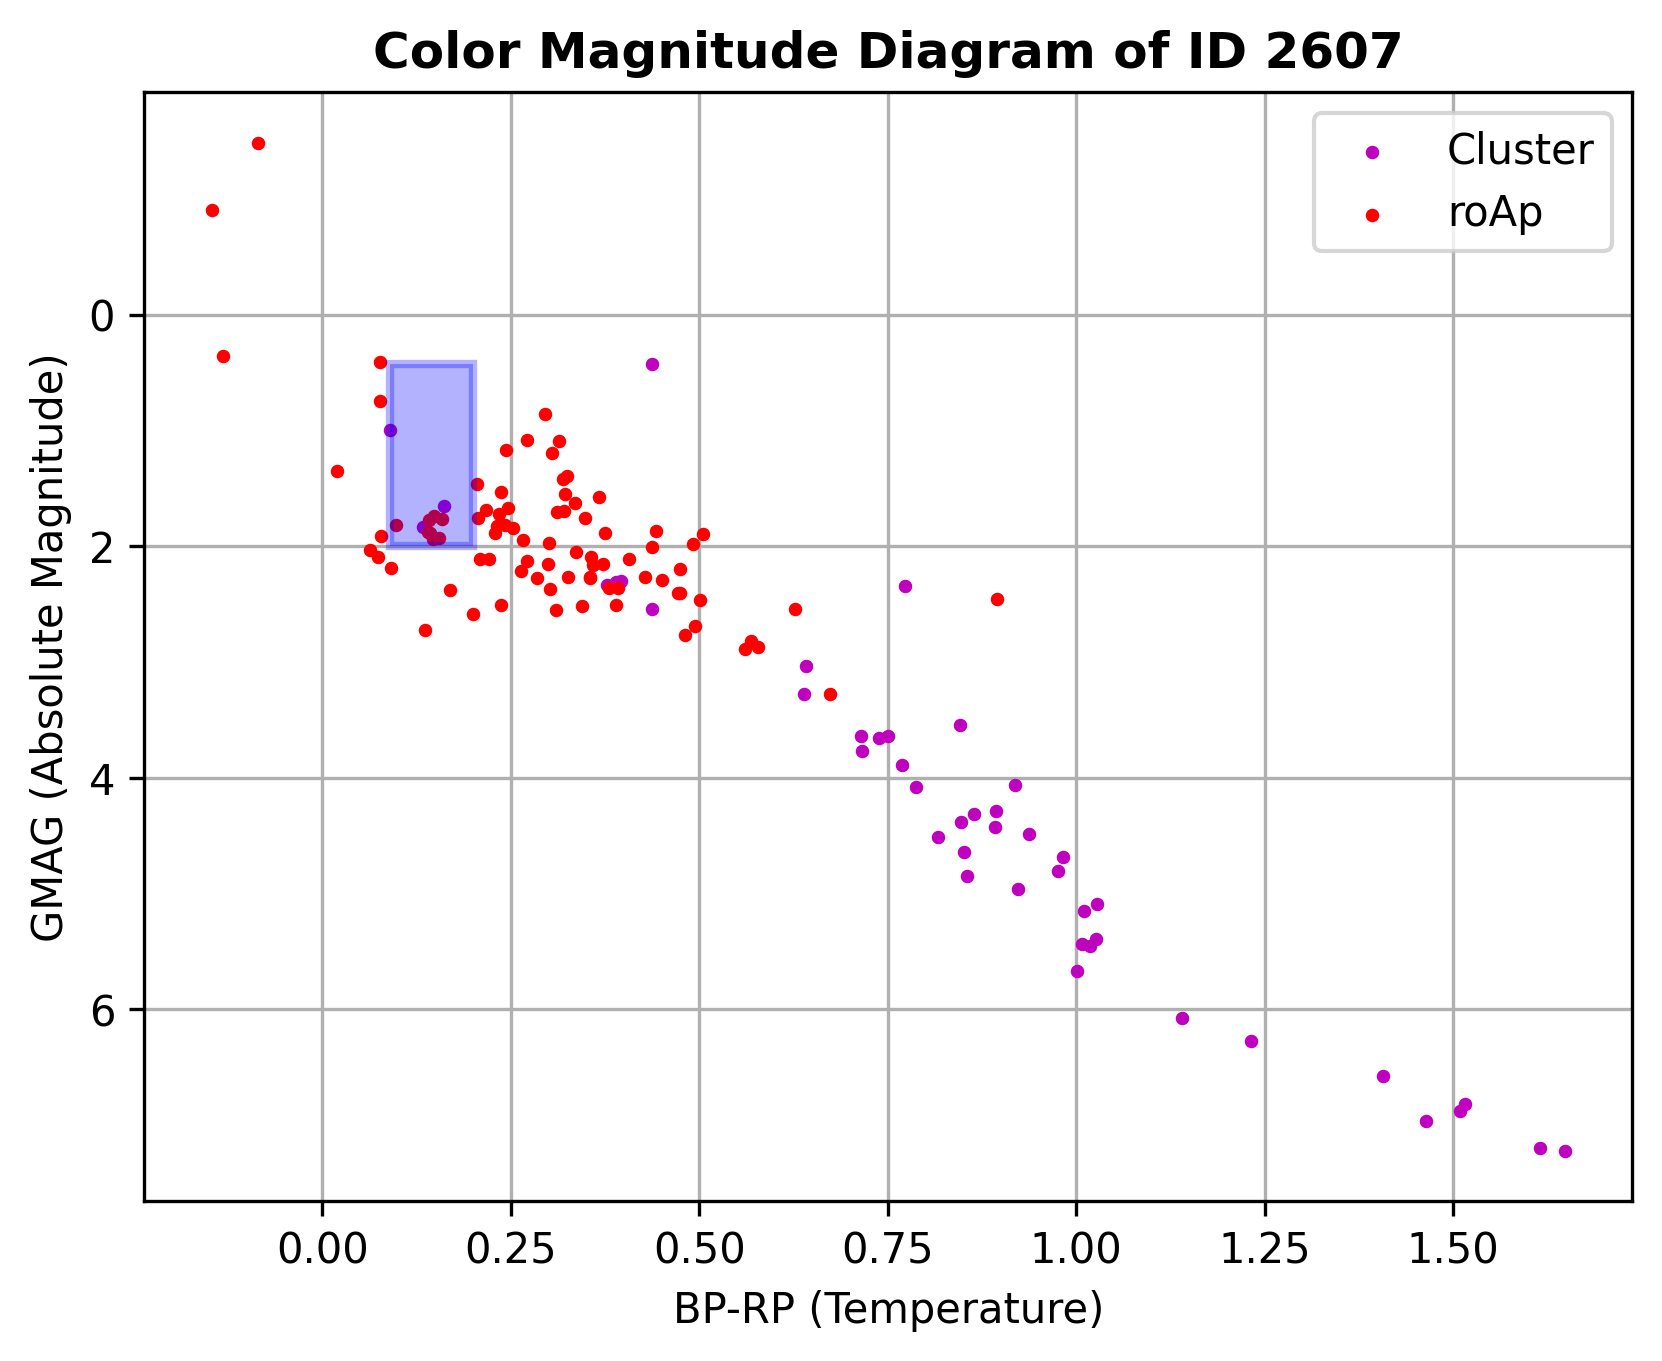 Color Magnitude Diagram of ID 2607
Cluster
roAp
GMAG (Absolute Magnitude)
0
2
4
6
0.00 0.25 0.50 0.75 1.00 1.25 1.50
BP-RP (Temperature)